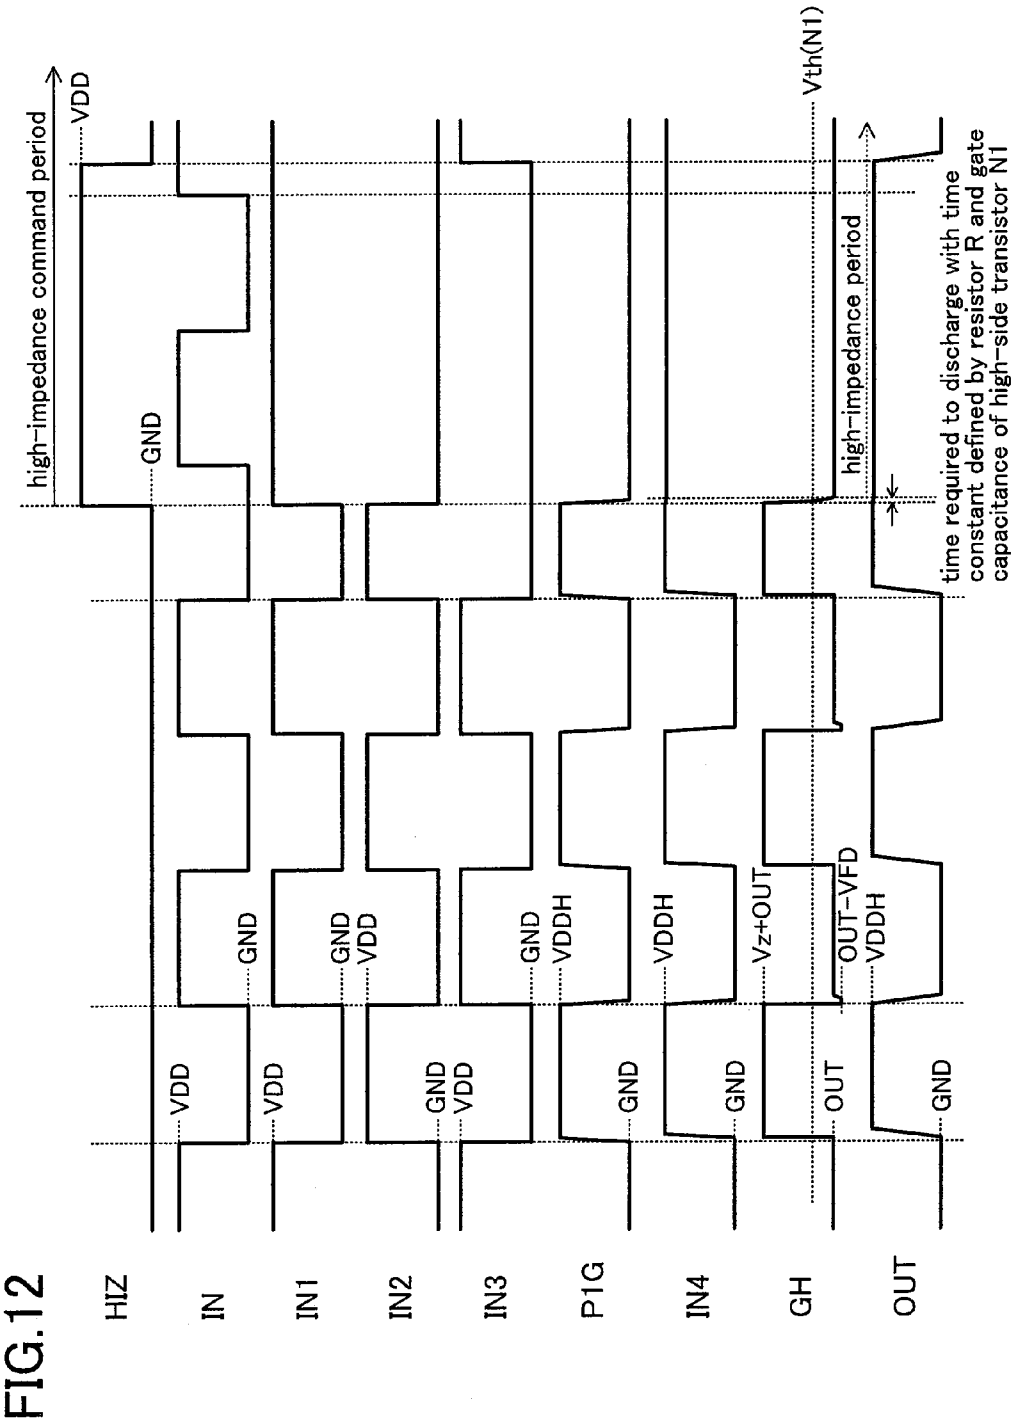 FIG.12
high-impedance command period
HIZ
VDD
GND
IN
VDD
GND
IN1
VDD
GND
IN2
VDD
GND
IN3
VDD
GND
P1G
VDDH
GND
IN4
VDDH
GND
GH
Vz+OUT
Vth(N1)
OUT
OUT-VFD
high-impedance period
OUT
VDDH
GND
time required to discharge with time
constant defined by resistor R and gate
capacitance of high-side transistor N1